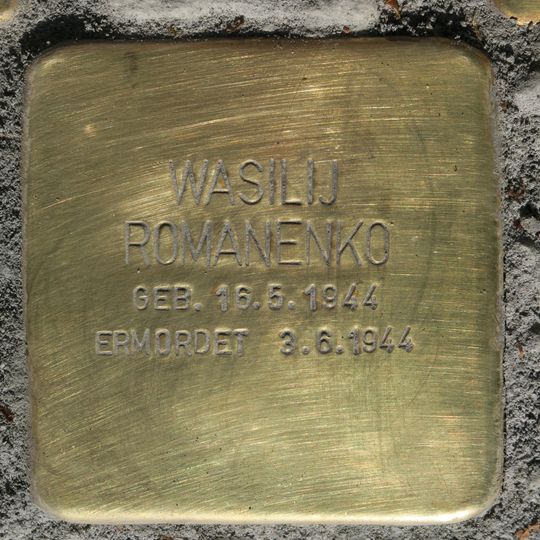 WASILIJ
ROMANENKO
GEB. 16.5.1944
ERMORDET 3.6.1944